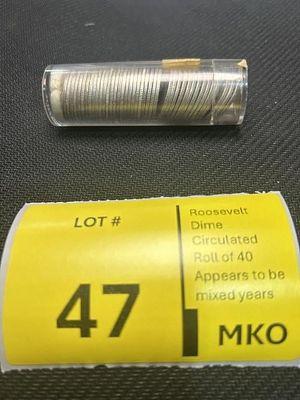 LOT #
47
Roosevelt
Dime
Circulated
Roll of 40
Appears to be
mixed years
MKO